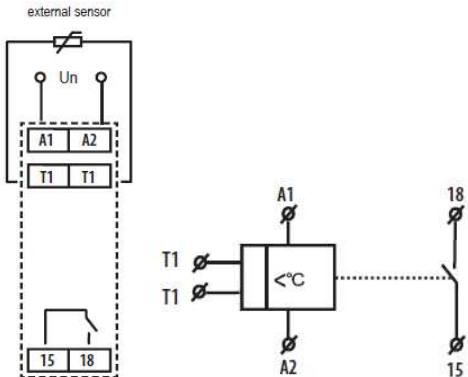 external sensor
Un
A1 A2
T1 T1
15 18
A1 18
T1
T1
<°C
A2 15